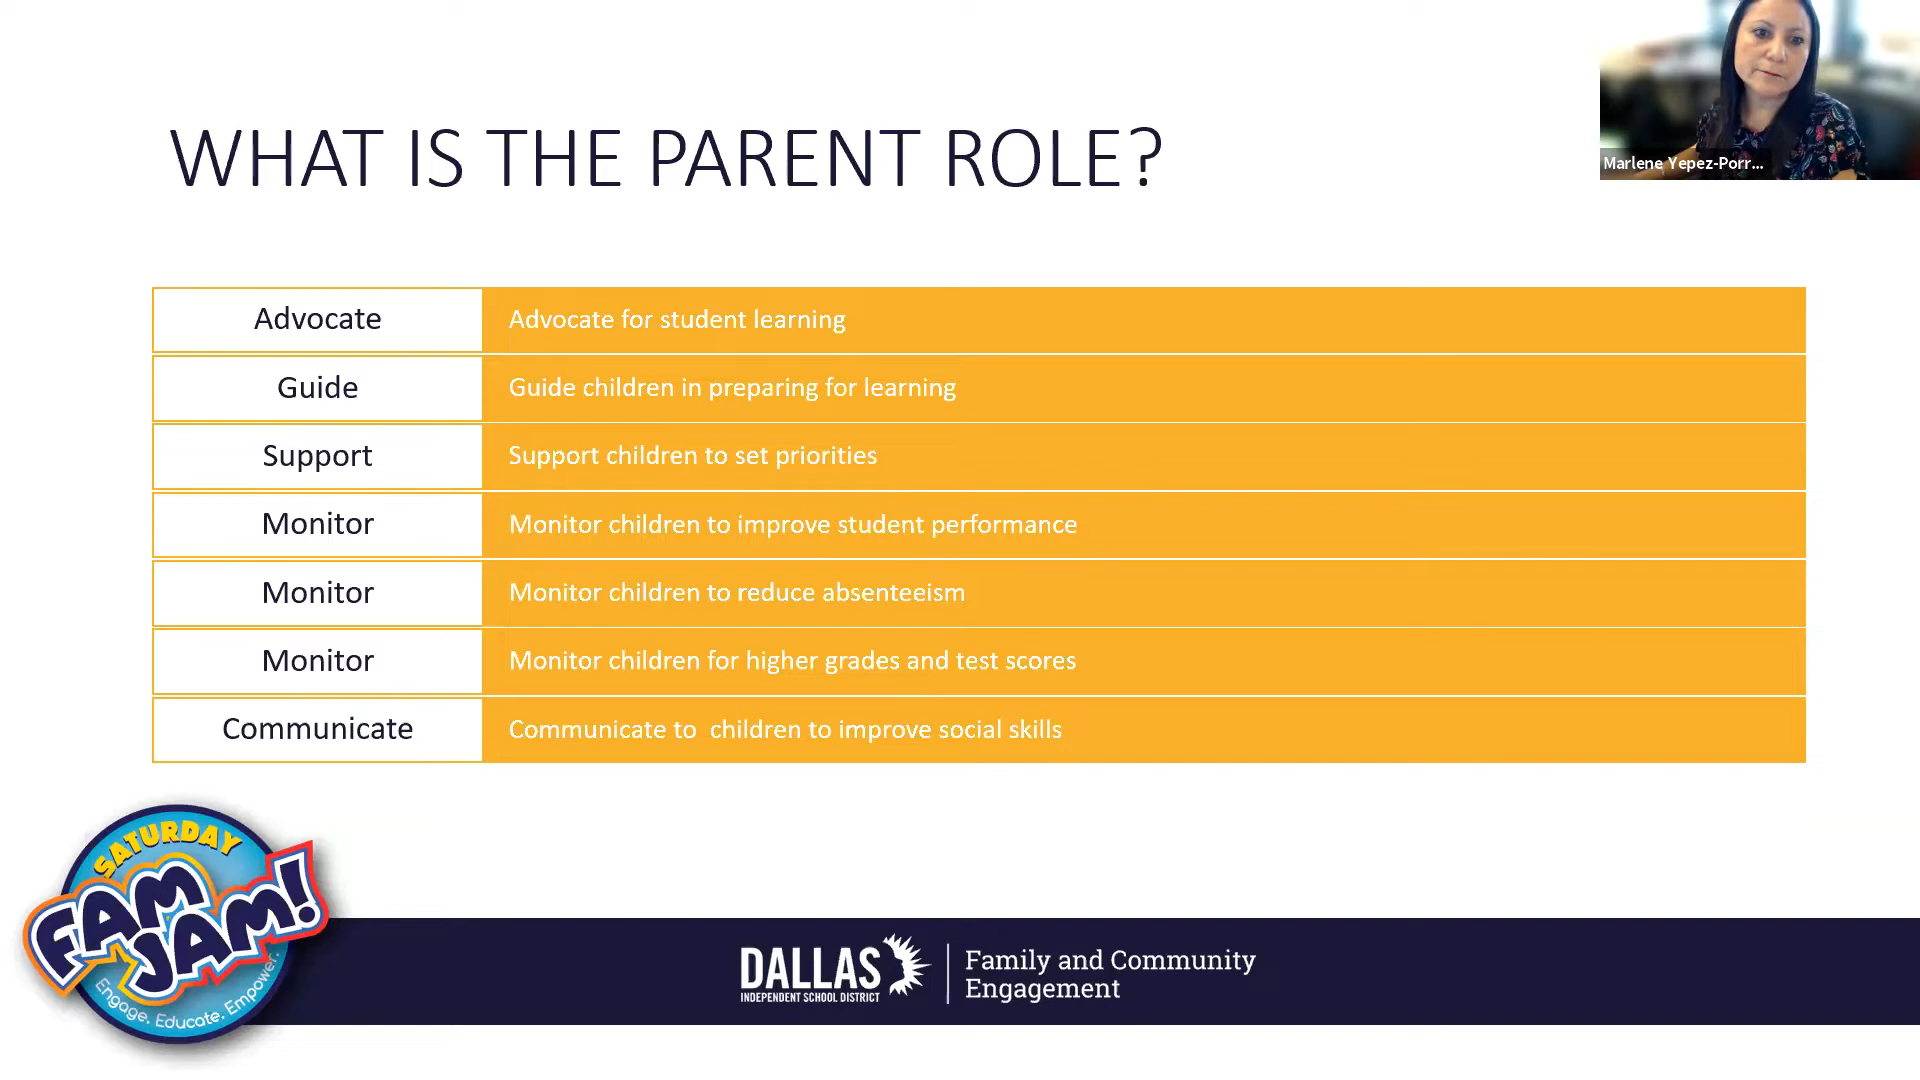 Marlene Yepez-Porr...
WHAT IS THE PARENT ROLE?
Advocate Advocate for student learning
Guide Guide children in preparing for learning
Support Support children to set priorities
Monitor Monitor children to improve student performance
Monitor Monitor children to reduce absenteeism
Monitor Monitor children for higher grades and test scores
Communicate Communicate to  children to improve social skills
SATURDAY
FAM
JAM!
Engage. Educate. Empower.
DALLAS
INDEPENDENT SCHOOL DISTRICT
Family and Community
Engagement